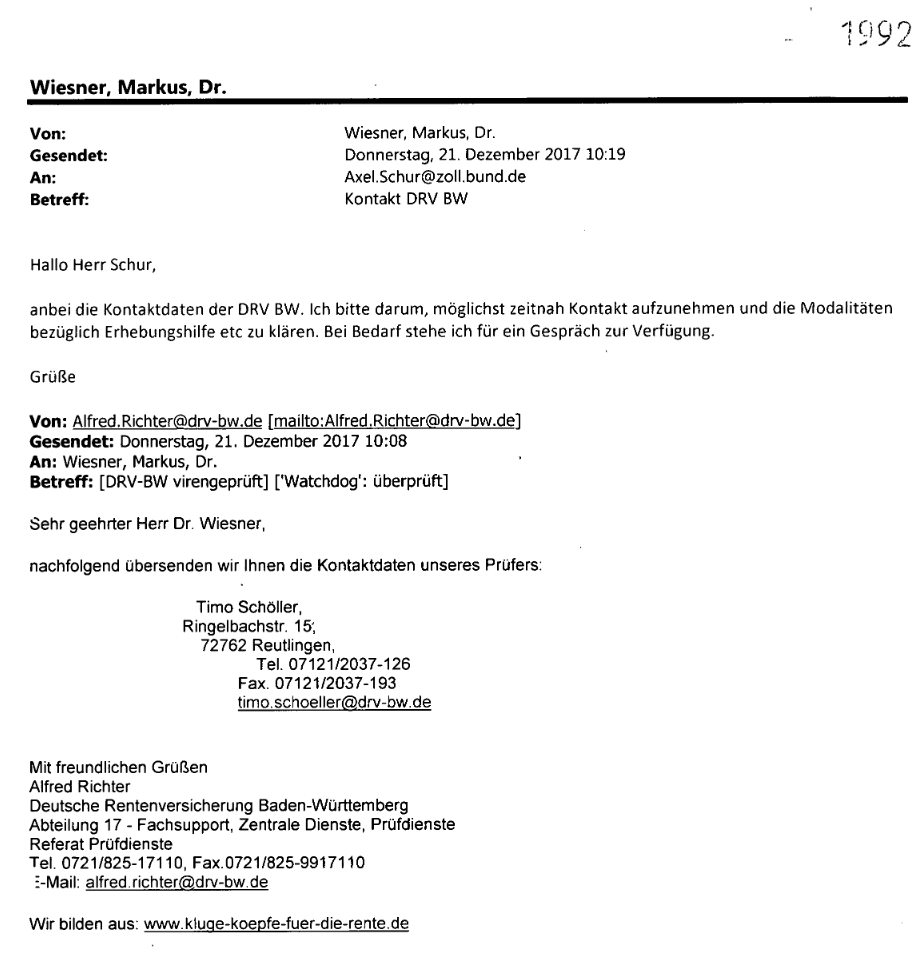 1992
Wiesner, Markus, Dr.
Von: Wiesner, Markus, Dr.
Gesendet: Donnerstag, 21. Dezember 2017 10:19
An: Axel.Schur@zoll.bund.de
Betreff: Kontakt DRV BW
Hallo Herr Schur,
anbei die Kontaktdaten der DRV BW. Ich bitte darum, möglichst zeitnah Kontakt aufzunehmen und die Modalitäten
bezüglich Erhebungshilfe etc zu klären. Bei Bedarf stehe ich für ein Gespräch zur Verfügung.
Grüße
Von: Alfred.Richter@drv-bw.de [mailto:Alfred.Richter@drv-bw.de]
Gesendet: Donnerstag, 21. Dezember 2017 10:08
An: Wiesner, Markus, Dr.
Betreff: [DRV-BW virengeprüft] ['Watchdog': überprüft]
Sehr geehrter Herr Dr. Wiesner,
nachfolgend übersenden wir Ihnen die Kontaktdaten unseres Prüfers:
Timo Schöller,
Ringelbachstr. 15,
72762 Reutlingen,
Tel. 07121/2037-126
Fax. 07121/2037-193
timo.schoeller@drv-bw.de
Mit freundlichen Grüßen
Alfred Richter
Deutsche Rentenversicherung Baden-Württemberg
Abteilung 17 - Fachsupport, Zentrale Dienste, Prüfdienste
Referat Prüfdienste
Tel. 0721/825-17110, Fax.0721/825-9917110
E-Mail: alfred.richter@drv-bw.de
Wir bilden aus: www.kluge-koepfe-fuer-die-rente.de